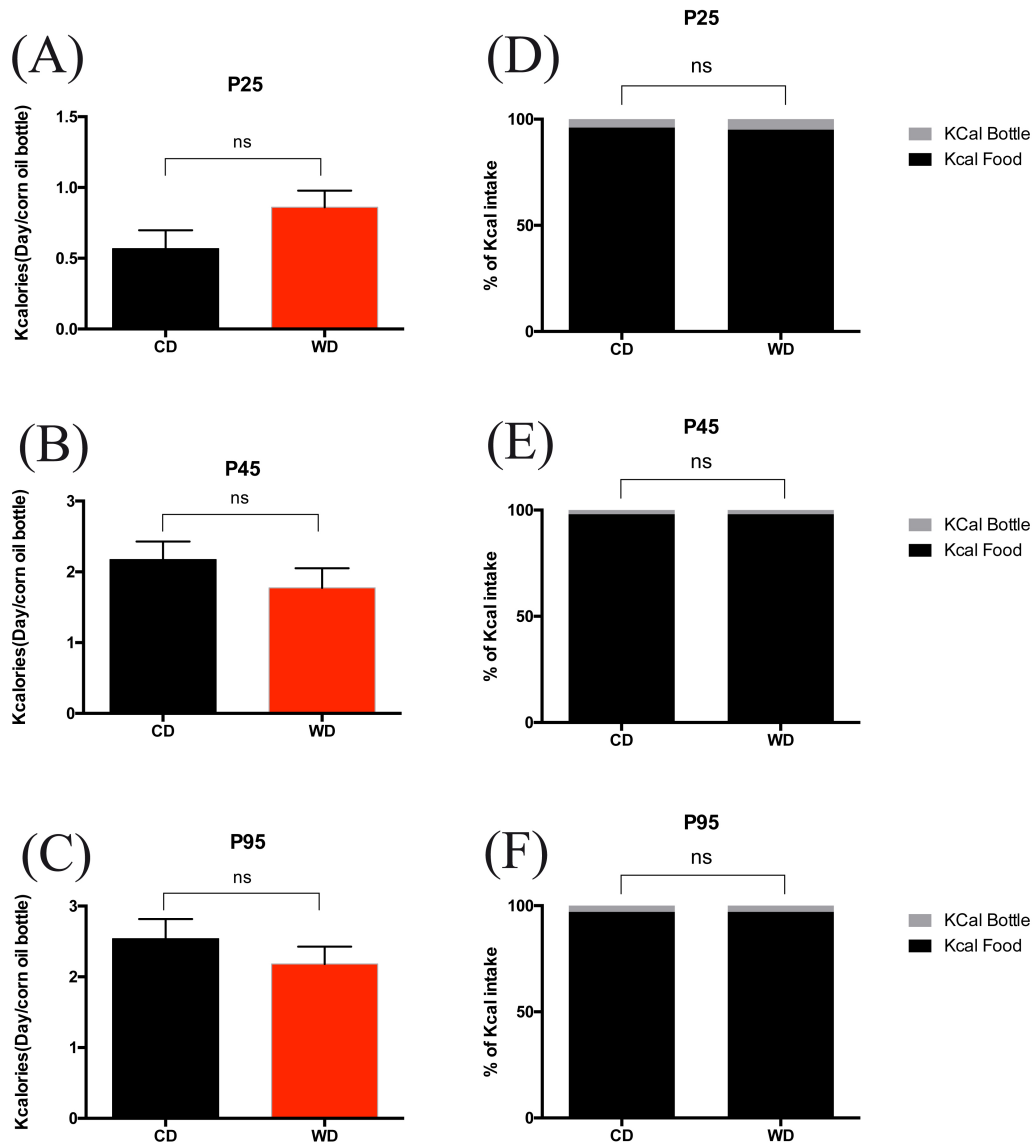 (A)
P25
Kcalories(Day/corn oil bottle)
1.5
1.0
0.5
0.0
ns
CD
WD
(D)
P25
ns
% of Kcal intake
100
50
0
CD
WD
KCal Bottle
Kcal Food
(B)
P45
Kcalories(Day/corn oil bottle)
3
2
1
0
ns
CD
WD
(E)
P45
ns
% of Kcal intake
100
50
0
CD
WD
KCal Bottle
Kcal Food
(C)
P95
Kcalories(Day/corn oil bottle)
3
2
1
0
ns
CD
WD
(F)
P95
ns
% of Kcal intake
100
50
0
CD
WD
KCal Bottle
Kcal Food